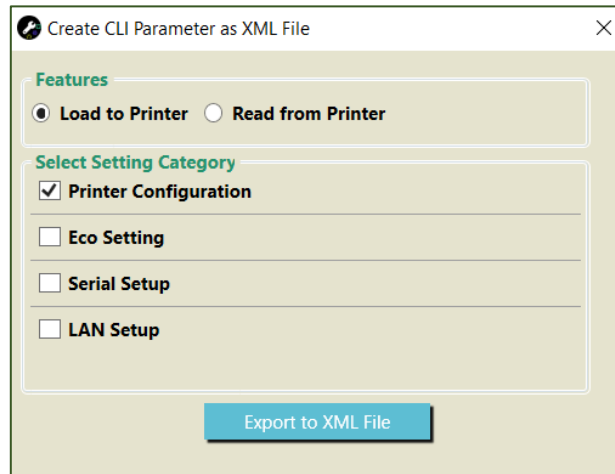 Create CLI Parameter as XML File
Features
Load to Printer Read from Printer
Select Setting Category
Printer Configuration
Eco Setting
Serial Setup
LAN Setup
Export to XML File